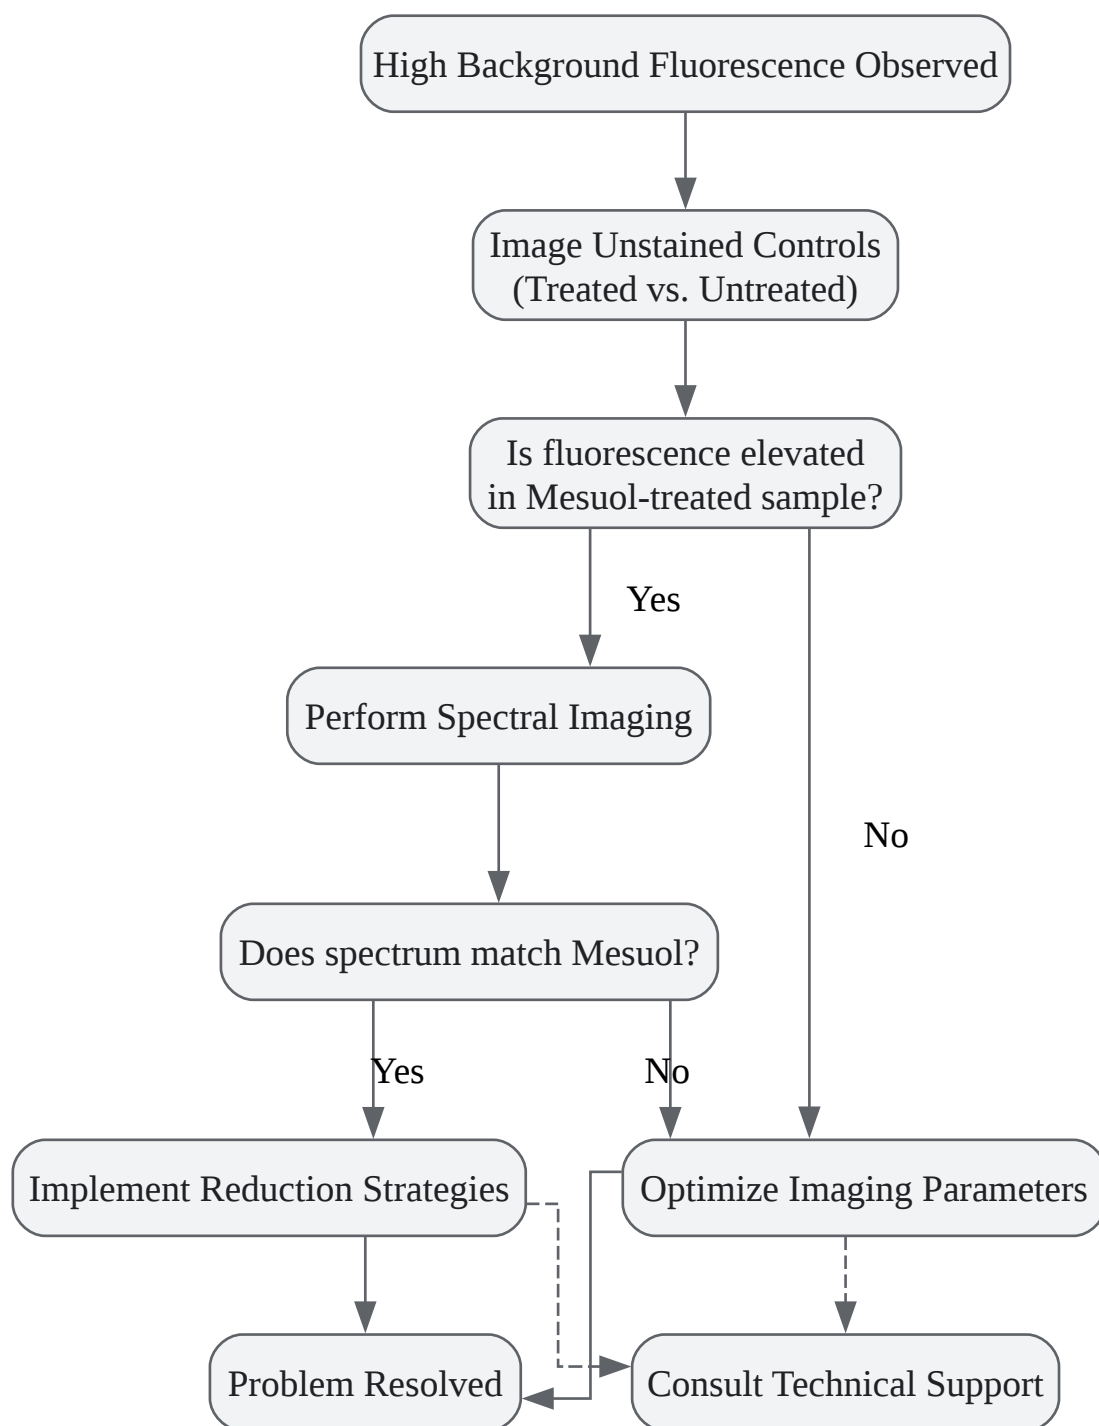 High Background Fluorescence Observed
Image Unstained Controls
(Treated vs. Untreated)
Is fluorescence elevated
in Mesuol-treated sample?
Yes
Perform Spectral Imaging
No
Does spectrum match Mesuol?
Yes
No
Implement Reduction Strategies
Optimize Imaging Parameters
Problem Resolved
Consult Technical Support